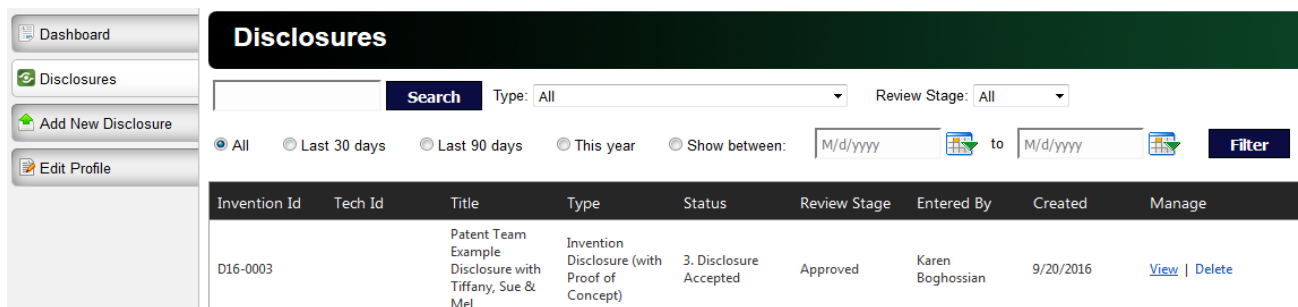 Dashboard
Disclosures
Add New Disclosure
Edit Profile
Disclosures
Search Type: All Review Stage: All
All Last 30 days Last 90 days This year Show between: M/d/yyyy to M/d/yyyy Filter
Invention Id Tech Id Title Type Status Review Stage Entered By Created Manage
D16-0003
Patent Team
Example
Disclosure with
Tiffany, Sue &
Mel
Invention
Disclosure (with
Proof of
Concept)
3. Disclosure
Accepted
Approved
Karen
Boghossian
9/20/2016
View | Delete